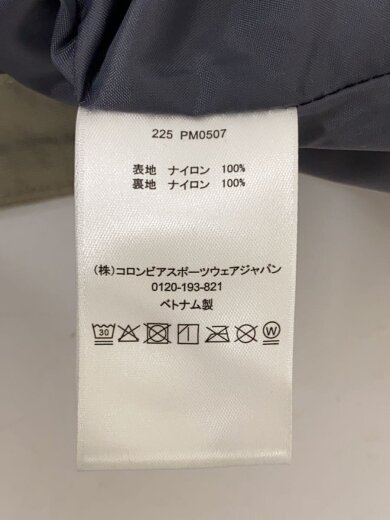 225 PM0507
表地 ナイロン 100%
裏地 ナイロン 100%
(株)コロンビアスポーツウェアジャパン
0120-193-821
ベトナム製
30 W